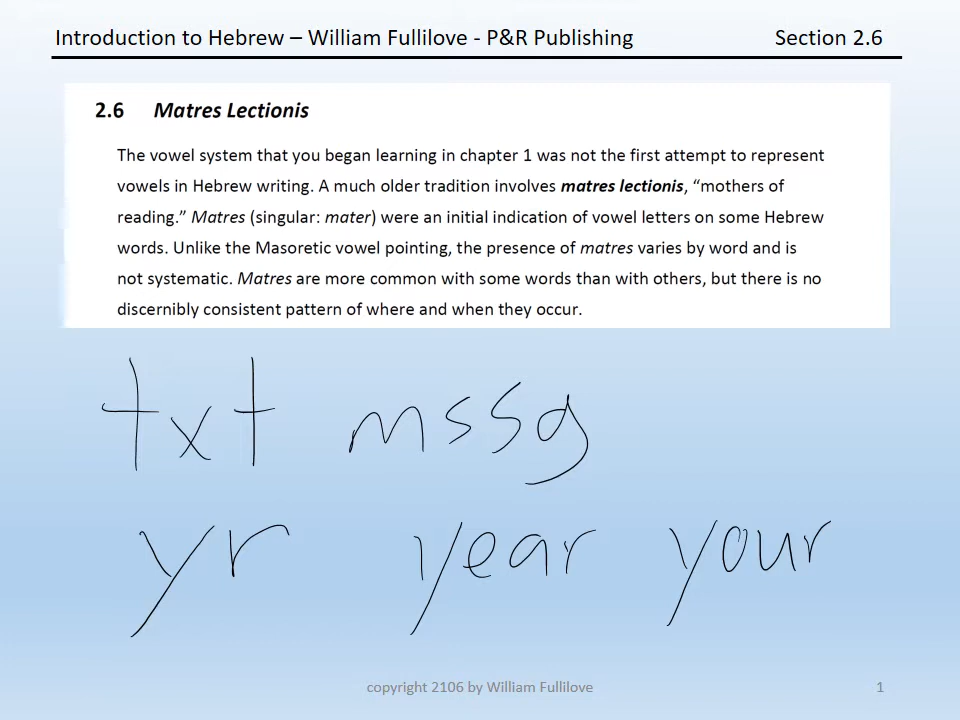 Introduction to Hebrew – William Fullilove - P&R Publishing Section 2.6
2.6 Matres Lectionis
The vowel system that you began learning in chapter 1 was not the first attempt to represent
vowels in Hebrew writing. A much older tradition involves matres lectionis, “mothers of
reading.” Matres (singular: mater) were an initial indication of vowel letters on some Hebrew
words. Unlike the Masoretic vowel pointing, the presence of matres varies by word and is
not systematic. Matres are more common with some words than with others, but there is no
discernibly consistent pattern of where and when they occur.
txt mssg
yr year your
copyright 2106 by William Fullilove 1